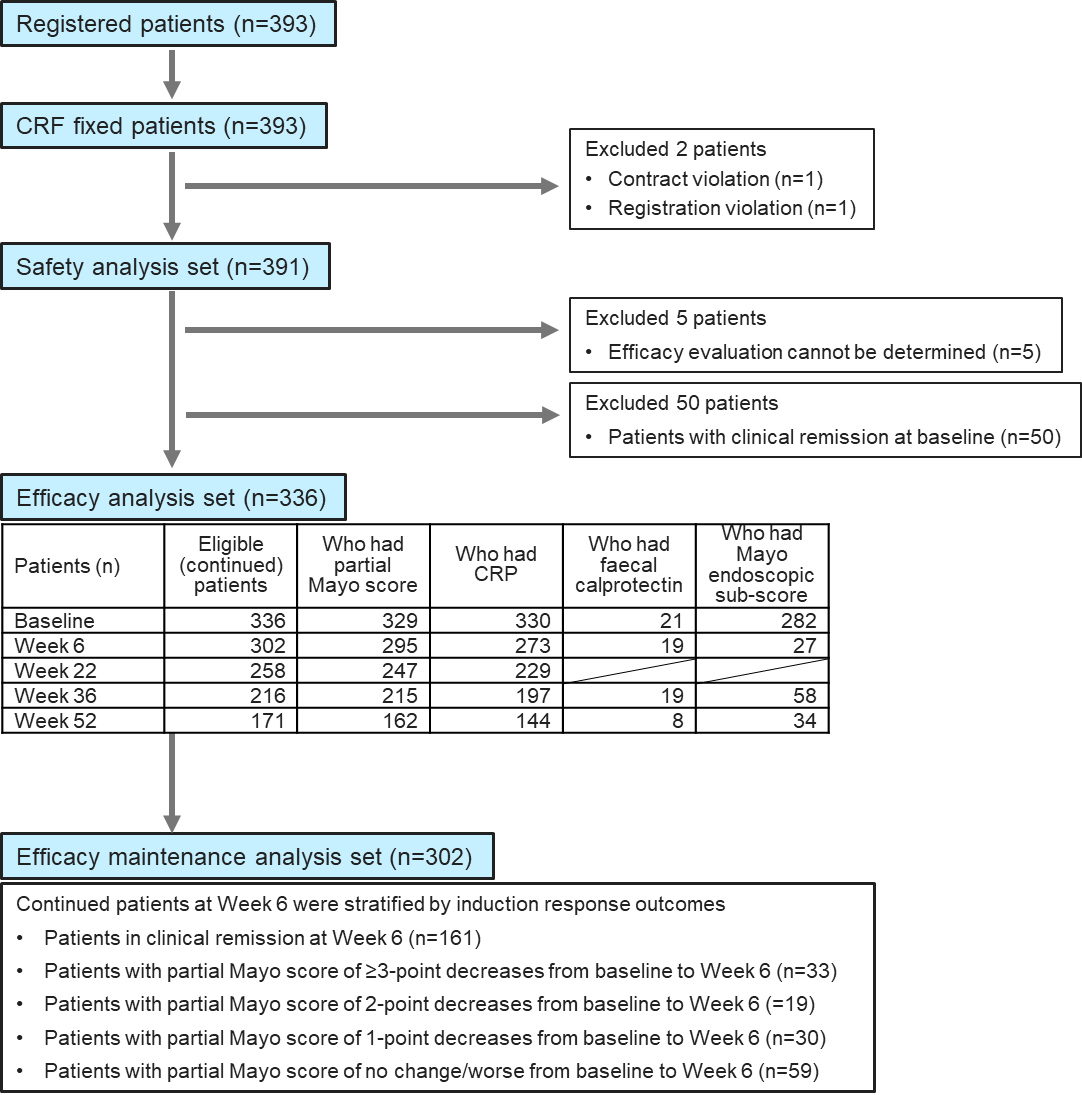 Registered patients (n=393)
CRF fixed patients (n=393)
Excluded 2 patients
• Contract violation (n=1)
• Registration violation (n=1)
Safety analysis set (n=391)
Excluded 5 patients
• Efficacy evaluation cannot be determined (n=5)
Excluded 50 patients
• Patients with clinical remission at baseline (n=50)
Efficacy analysis set (n=336)
Patients (n)
Eligible
(continued)
patients
Who had
partial
Mayo score
Who had
CRP
Who had
faecal
calprotectin
Who had
Mayo
endoscopic
sub-score
Baseline 336 329 330 21 282
Week 6 302 295 273 19 27
Week 22 258 247 229
Week 36 216 215 197 19 58
Week 52 171 162 144 8 34
Efficacy maintenance analysis set (n=302)
Continued patients at Week 6 were stratified by induction response outcomes
• Patients in clinical remission at Week 6 (n=161)
• Patients with partial Mayo score of ≥3-point decreases from baseline to Week 6 (n=33)
• Patients with partial Mayo score of 2-point decreases from baseline to Week 6 (=19)
• Patients with partial Mayo score of 1-point decreases from baseline to Week 6 (n=30)
• Patients with partial Mayo score of no change/worse from baseline to Week 6 (n=59)